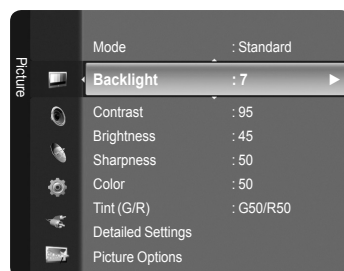 Picture
Mode : Standard
Backlight : 7 ►
Contrast : 95
Brightness : 45
Sharpness : 50
Color : 50
Tint (G/R) : G50/R50
Detailed Settings
Picture Options